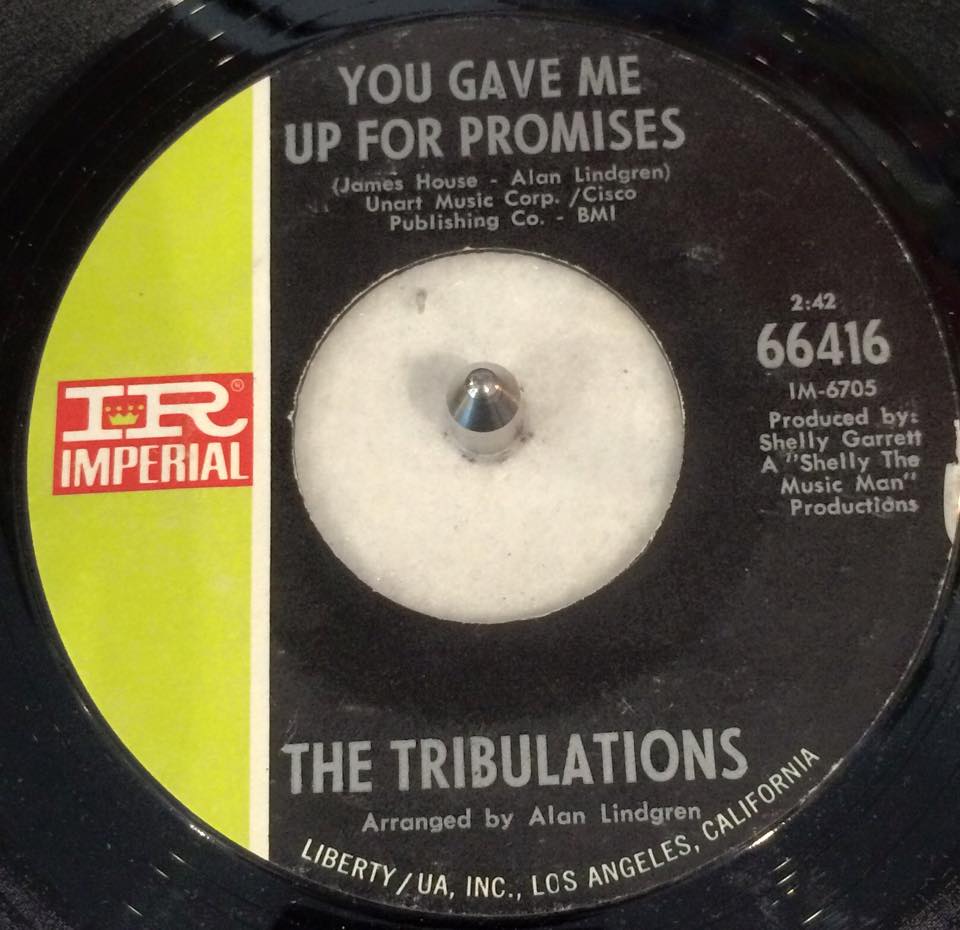 YOU GAVE ME
UP FOR PROMISES
(James House - Alan Lindgren)
Unart Music Corp. /Cisco
Publishing Co. - BMI
2:42
66416
IM-6705
Produced by:
Shelly Garrett
A "Shelly The
Music Man"
Productions
IR®
IMPERIAL
THE TRIBULATIONS
Arranged by Alan Lindgren
LIBERTY/UA, INC., LOS ANGELES, CALIFORNIA